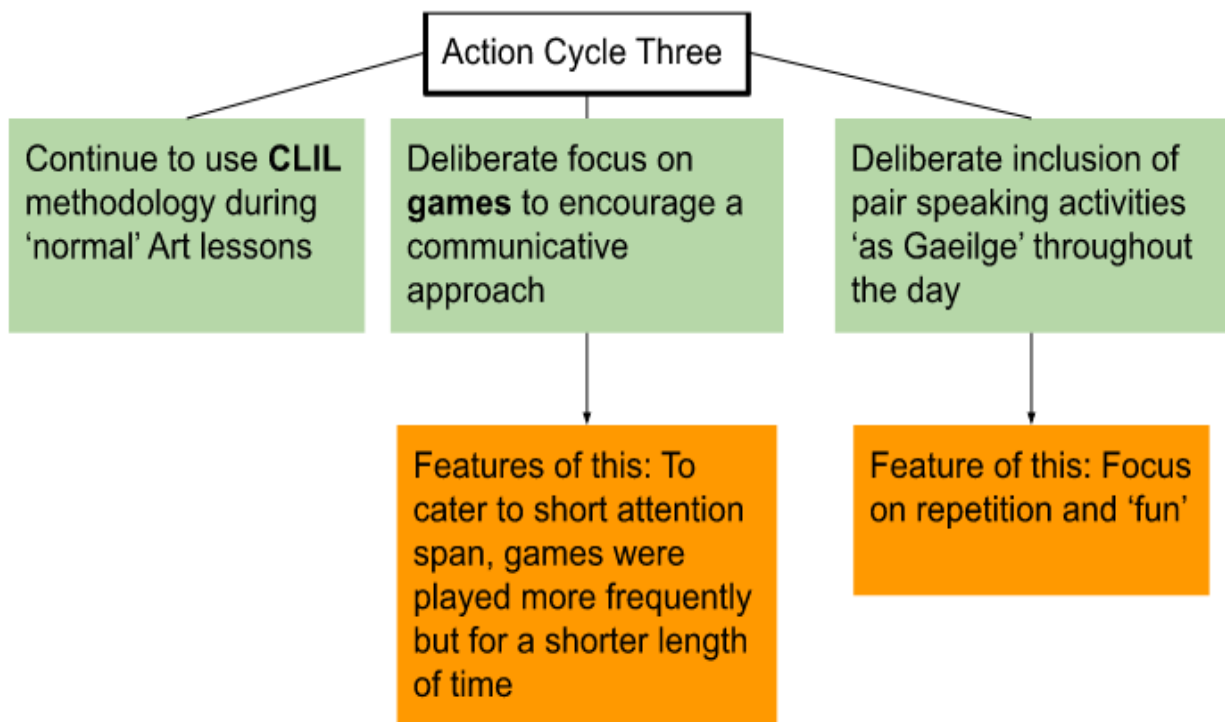 Action Cycle Three
Continue to use CLIL
methodology during
‘normal’ Art lessons
Deliberate focus on
games to encourage a
communicative
approach
Deliberate inclusion of
pair speaking activities
‘as Gaeilge’ throughout
the day
Features of this: To
cater to short attention
span, games were
played more frequently
but for a shorter length
of time
Feature of this: Focus
on repetition and ‘fun’